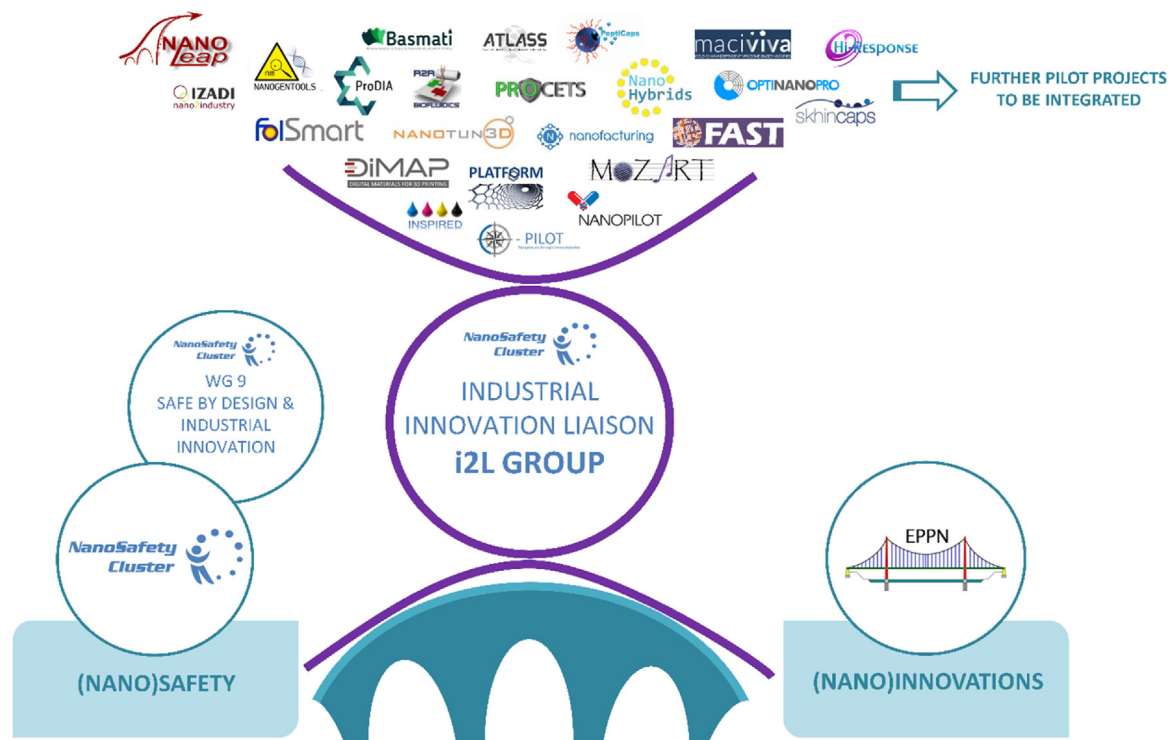 NANO
Leap
Basmati
ATLASS
PeptiCaps
maciviva
Hi-Response
NANOGENTOOLS
ProDIA
R2R
BIOFLUIDICS
PROCETS
Nano
Hybrids
OPTINANOPRO
FURTHER PILOT PROJECTS
TO BE INTEGRATED
IZADI
nano2industry
skhincaps
folSmart
NANOTUN3D
N
nanofacturing
FAST
DiMAP
DIGITAL MATERIALS FOR 3D PRINTING
PLATFORM
MOZART
INSPIRED
NANOPILOT
- PILOT
NanoSafety
Cluster
WG 9
SAFE BY DESIGN &
INDUSTRIAL
INNOVATION
NanoSafety
Cluster
INDUSTRIAL
INNOVATION LIAISON
i2L GROUP
NanoSafety
Cluster
EPPN
(NANO)SAFETY
(NANO)INNOVATIONS